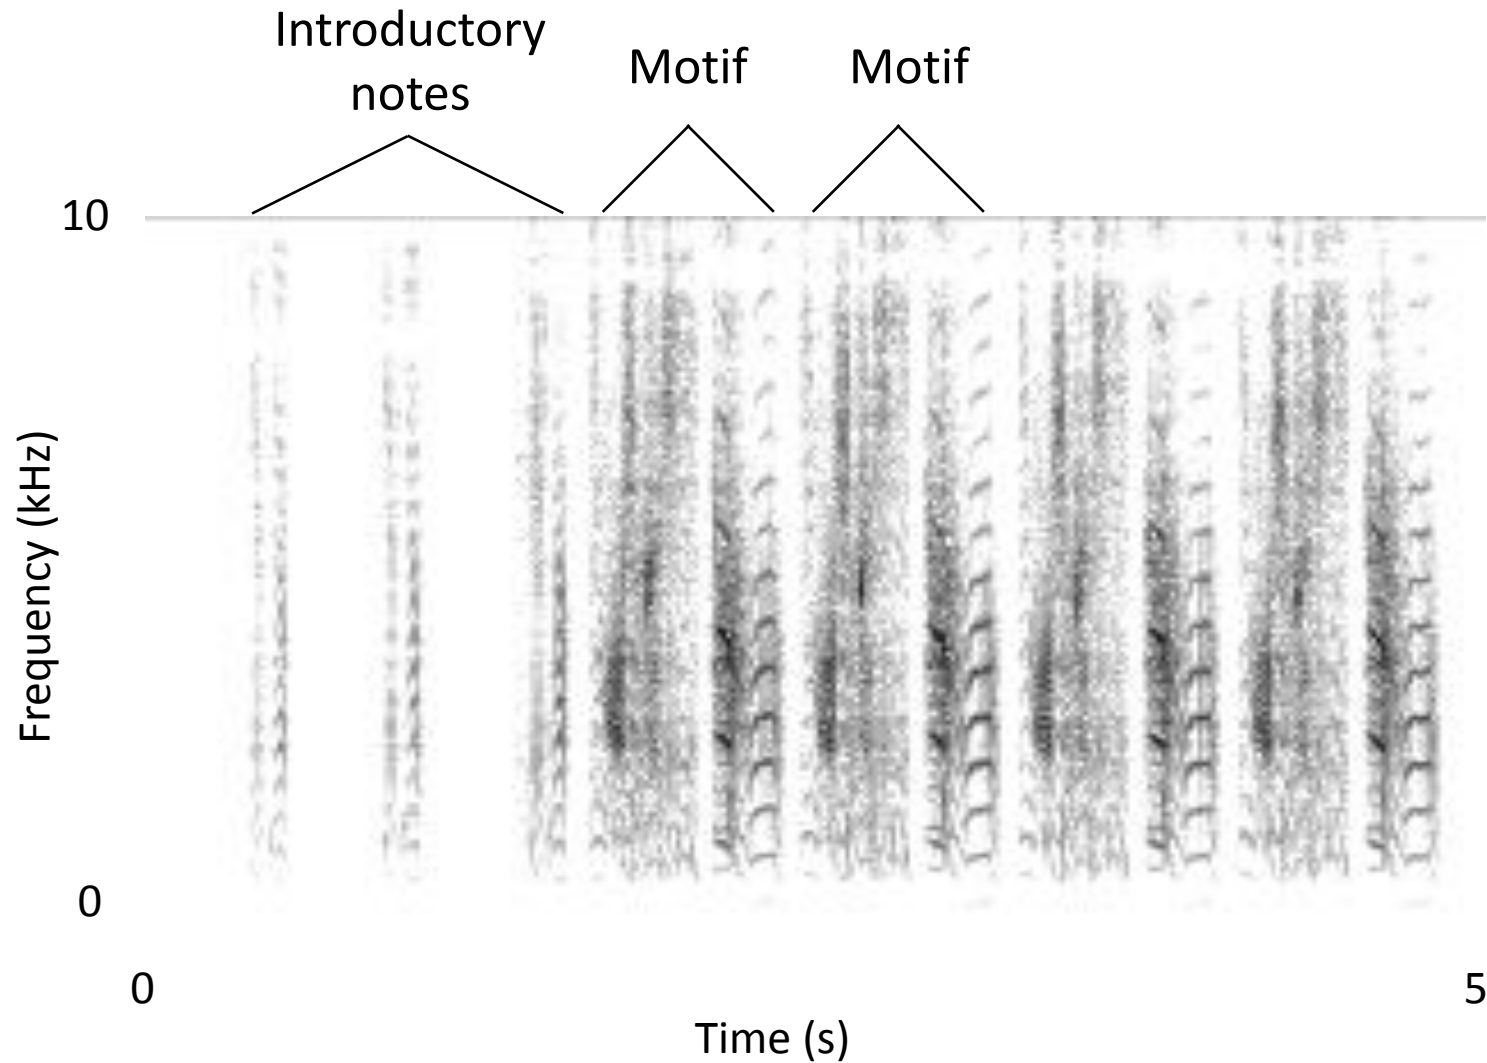 Introductory
notes
Motif
Motif
10
Frequency (kHz)
0
0
5
Time (s)